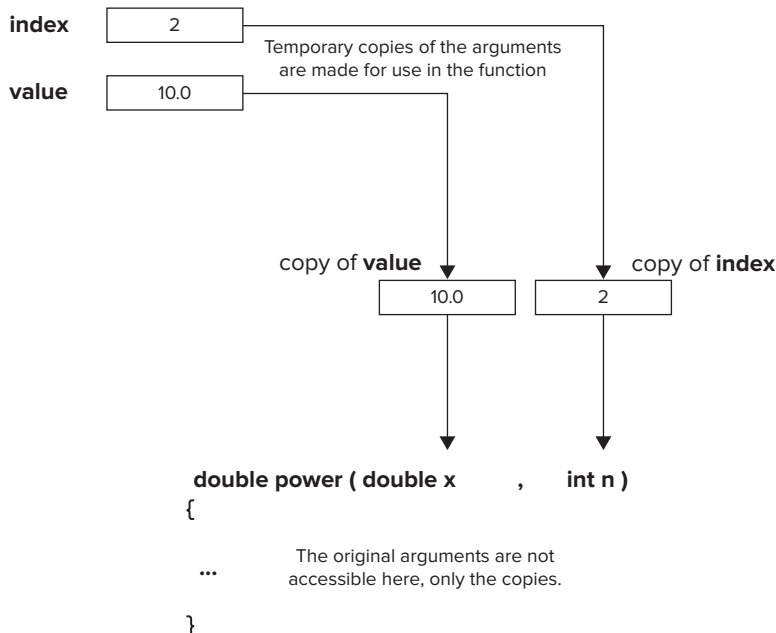 index
2
Temporary copies of the arguments
are made for use in the function
value
10.0
copy of value
copy of index
10.0
2
double power ( double x , int n )
{
... The original arguments are not
accessible here, only the copies.
}